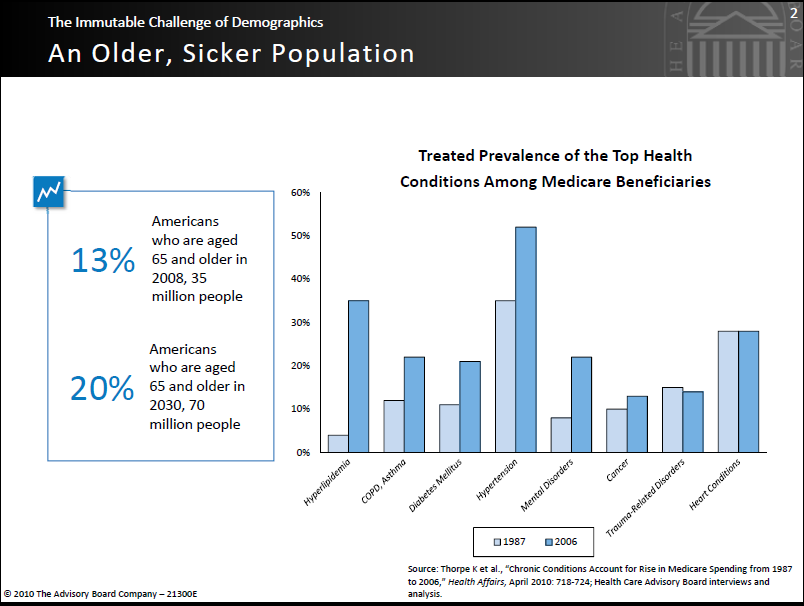 The Immutable Challenge of Demographics
2
An Older, Sicker Population
H E A
O A R
13%
Americans
who are aged
65 and older in
2008, 35
million people
20%
Americans
who are aged
65 and older in
2030, 70
million people
Treated Prevalence of the Top Health
Conditions Among Medicare Beneficiaries
60%
50%
40%
30%
20%
10%
0%
Hyperlipidemia
COPD, Asthma
Diabetes Mellitus
Hypertension
Mental Disorders
Cancer
Trauma-Related Disorders
Heart Conditions
1987 2006
Source: Thorpe K et al., “Chronic Conditions Account for Rise in Medicare Spending from 1987
to 2006,” Health Affairs, April 2010: 718-724; Health Care Advisory Board interviews and
analysis.
© 2010 The Advisory Board Company – 21300E